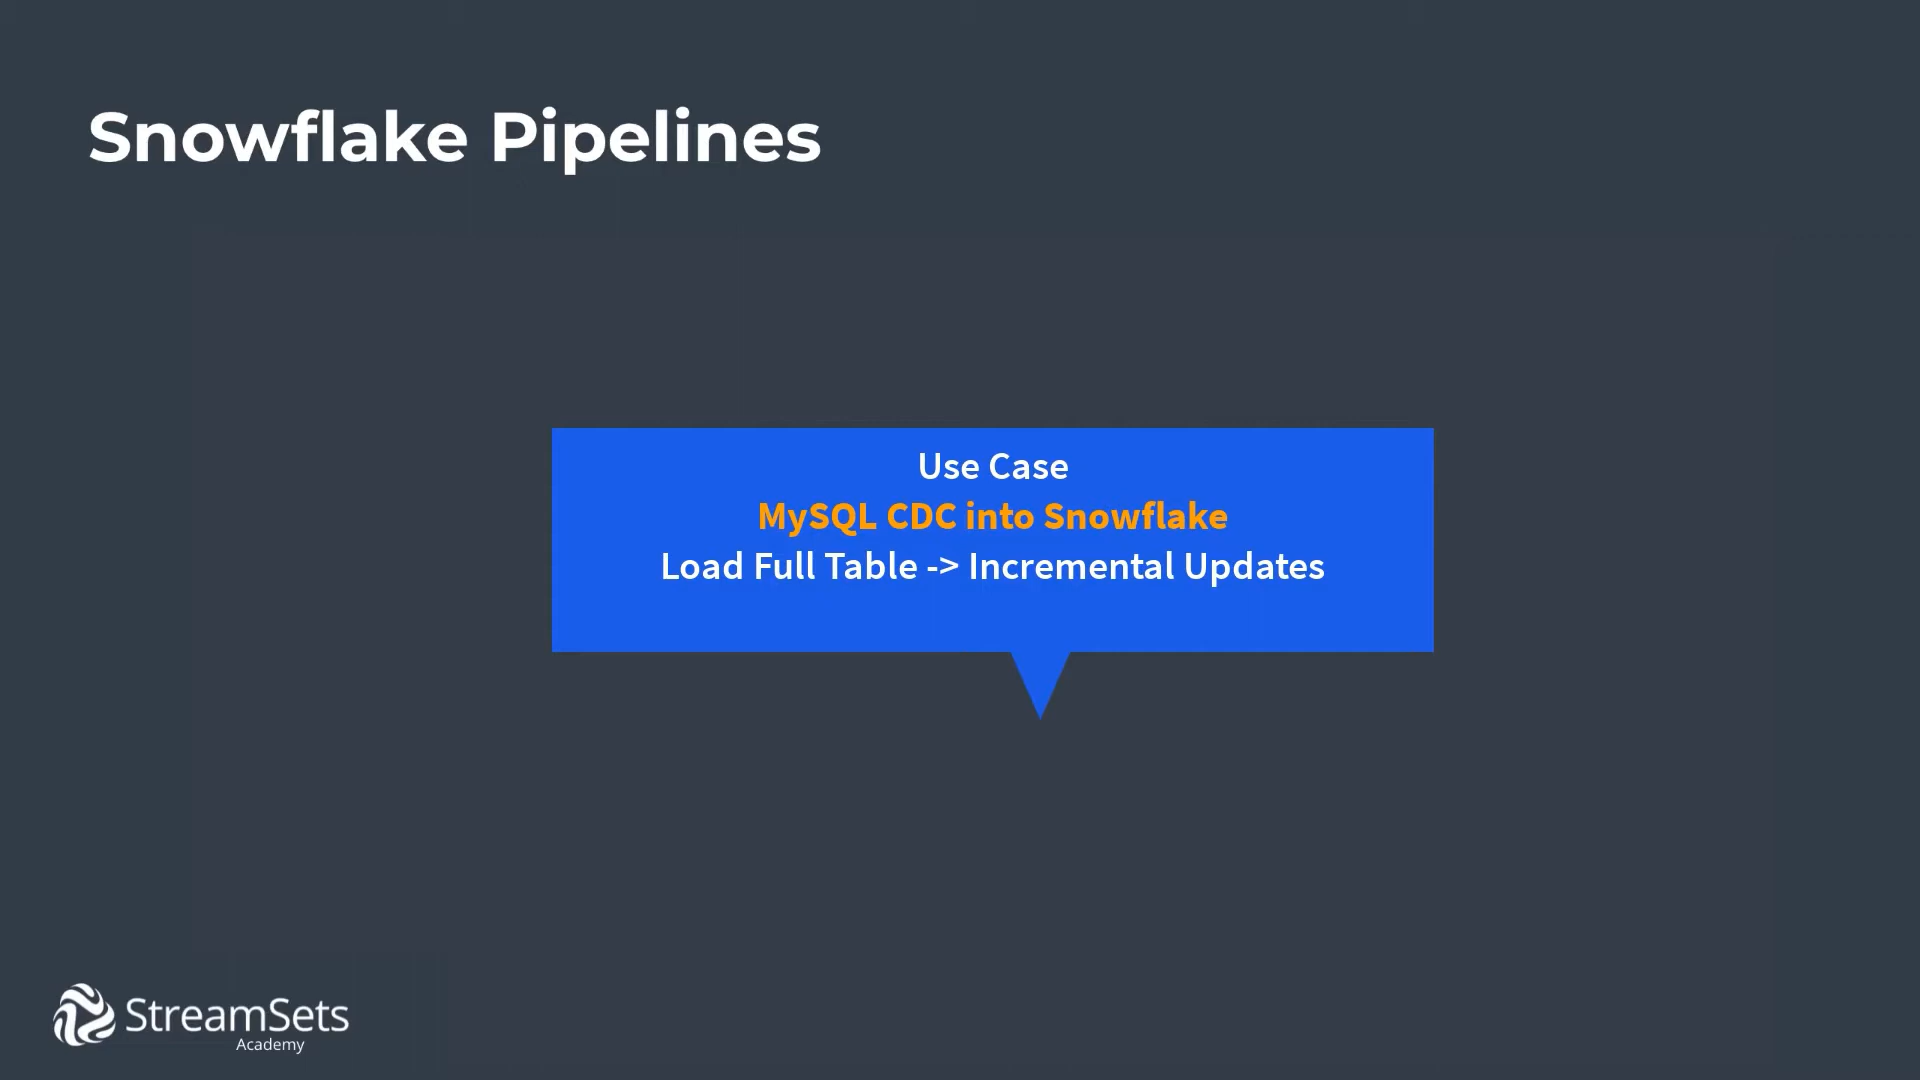 Snowflake Pipelines
Use Case
MySQL CDC into Snowflake
Load Full Table -> Incremental Updates
StreamSets
Academy